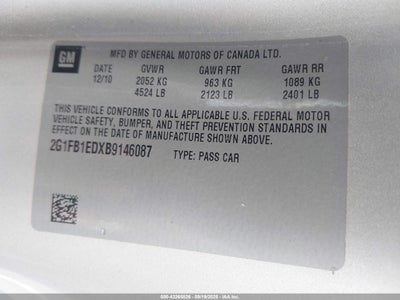 GM
MFD BY GENERAL MOTORS OF CANADA LTD.
DATE GVWR GAWR FRT GAWR RR
12/10 2052 KG 963 KG 1089 KG
4524 LB 2123 LB 2401 LB
THIS VEHICLE CONFORMS TO ALL APPLICABLE U.S. FEDERAL MOTOR
VEHICLE SAFETY, BUMPER, AND THEFT PREVENTION STANDARDS
IN EFFECT ON THE DATE OF MANUFACTURE SHOWN ABOVE.
2G1FB1EDXB9146087 TYPE: PASS CAR